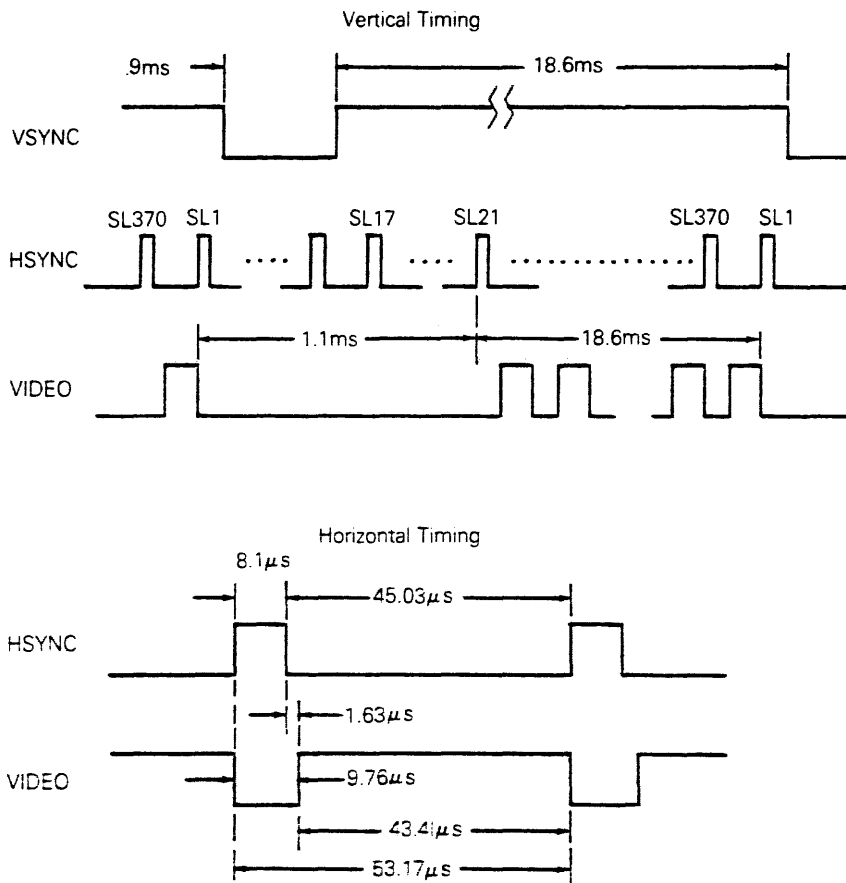 Vertical Timing
.9ms
18.6ms
VSYNC
SL370 SL1 SL17 SL21 SL370 SL1
HSYNC
1.1ms 18.6ms
VIDEO
Horizontal Timing
8.1μs
45.03μs
HSYNC
1.63μs
VIDEO
9.76μs
43.41μs
53.17μs